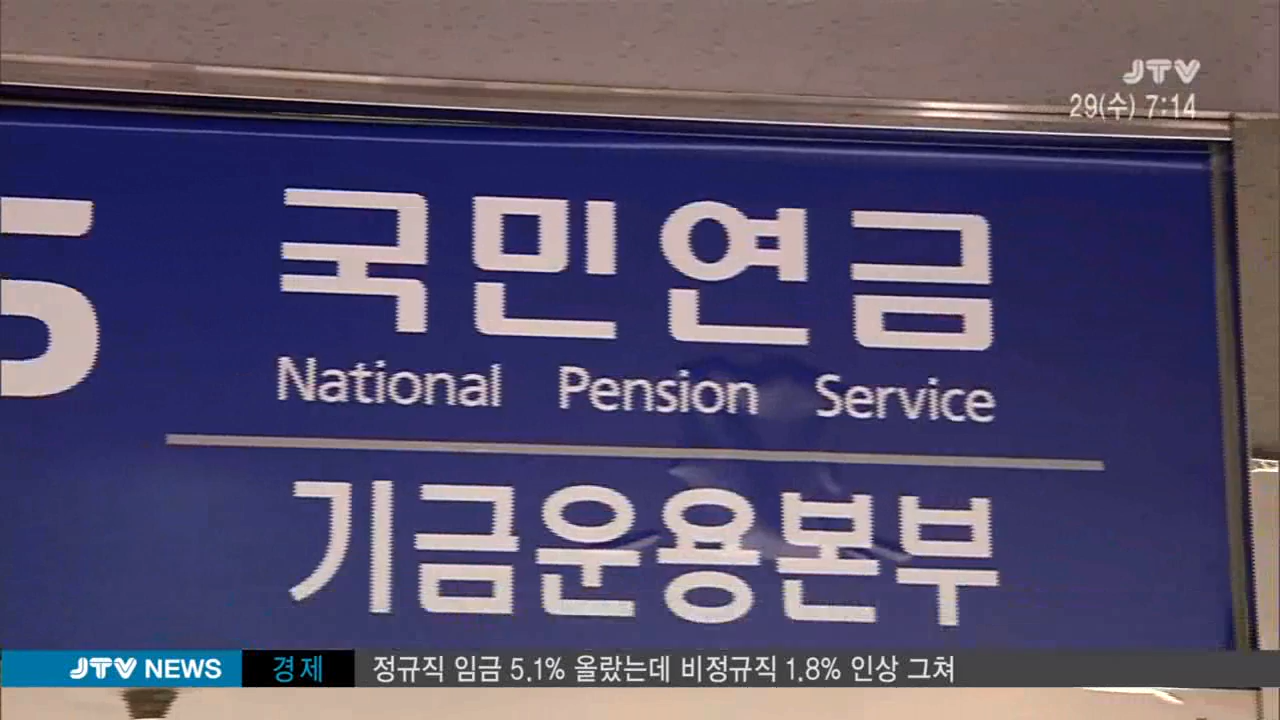 JTV
29(수) 7:14
5
국민연금
National Pension Service
기금운용본부
JTV NEWS 경제 정규직 임금 5.1% 올랐는데 비정규직 1.8% 인상 그쳐